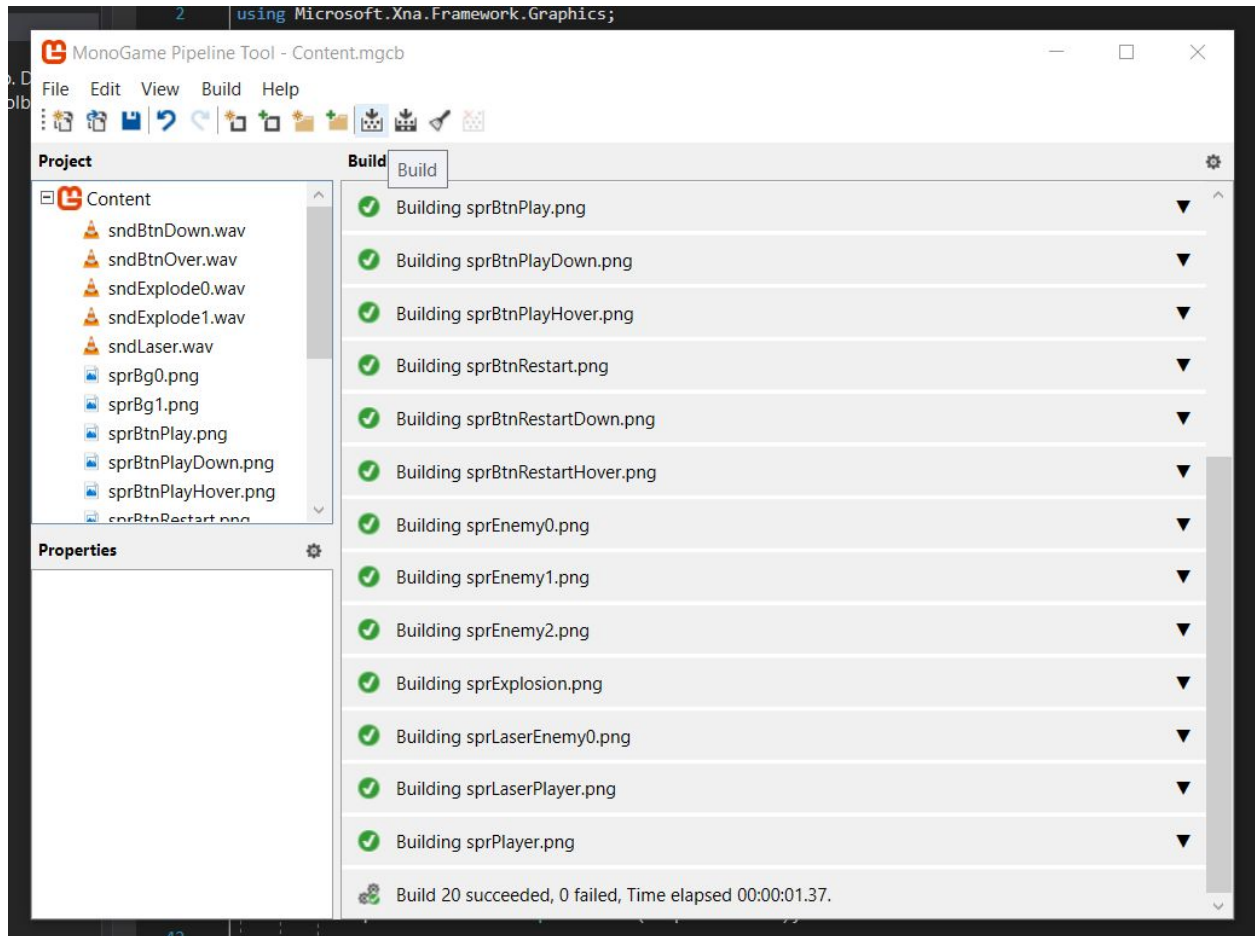 2 using Microsoft.Xna.Framework.Graphics;
MonoGame Pipeline Tool - Content.mgcb
File Edit View Build Help
Project
Build
Build
Content
sndBtnDown.wav
sndBtnOver.wav
sndExplode0.wav
sndExplode1.wav
sndLaser.wav
sprBg0.png
sprBg1.png
sprBtnPlay.png
sprBtnPlayDown.png
sprBtnPlayHover.png
sprBtnRestart.png
Properties
Building sprBtnPlay.png
Building sprBtnPlayDown.png
Building sprBtnPlayHover.png
Building sprBtnRestart.png
Building sprBtnRestartDown.png
Building sprBtnRestartHover.png
Building sprEnemy0.png
Building sprEnemy1.png
Building sprEnemy2.png
Building sprExplosion.png
Building sprLaserEnemy0.png
Building sprLaserPlayer.png
Building sprPlayer.png
Build 20 succeeded, 0 failed, Time elapsed 00:00:01.37.